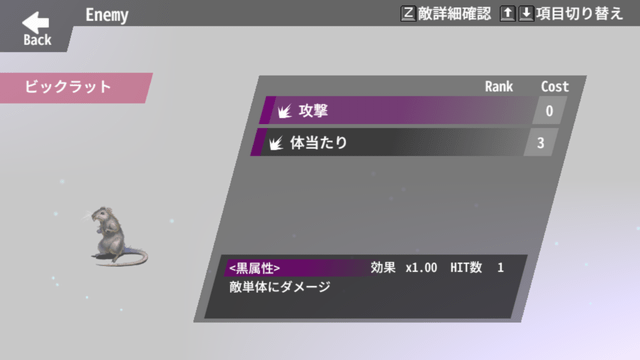 Enemy
Z 敵詳細確認 ↑ ↓ 項目切り替え
Back
ビックラット
Rank Cost
攻撃 0
体当たり 3
<黒属性> 効果 x1.00 HIT数 1
敵単体にダメージ